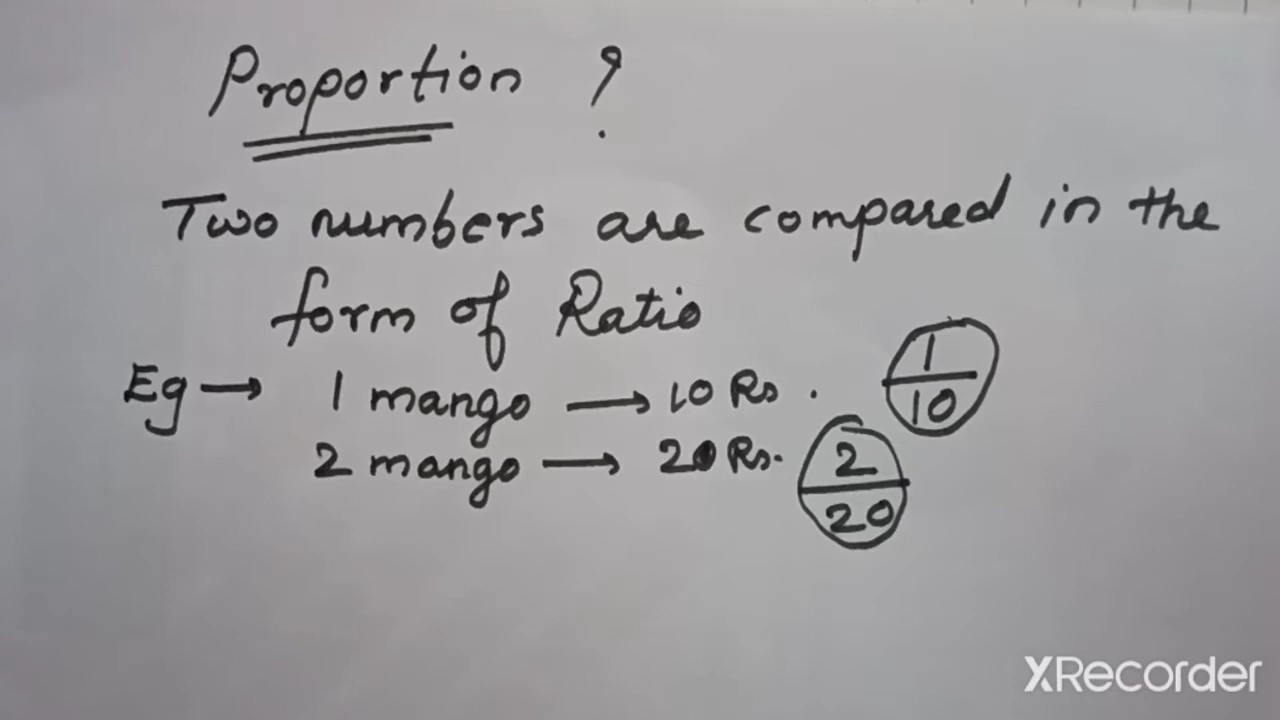 Proportion ?
Two numbers are compared in the
form of Ratio
Eg → 1 mango → 10 Rs. 1/10
2 mango → 20 Rs. 2/20
XRecorder